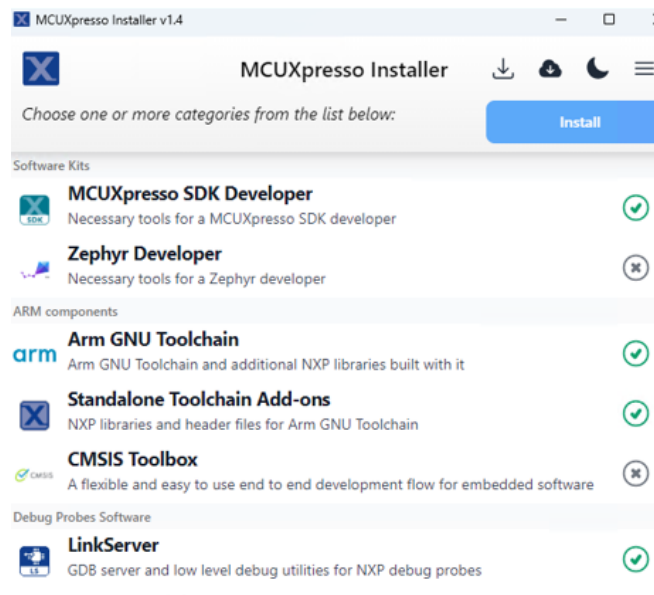 MCUXpresso Installer v1.4
MCUXpresso Installer
Choose one or more categories from the list below:
Install
Software Kits
MCUXpresso SDK Developer
SDK
Necessary tools for a MCUXpresso SDK developer
Zephyr Developer
Necessary tools for a Zephyr developer
ARM components
Arm GNU Toolchain
arm
Arm GNU Toolchain and additional NXP libraries built with it
Standalone Toolchain Add-ons
NXP libraries and header files for Arm GNU Toolchain
CMSIS Toolbox
CMSIS
A flexible and easy to use end to end development flow for embedded software
Debug Probes Software
LinkServer
LS
GDB server and low level debug utilities for NXP debug probes